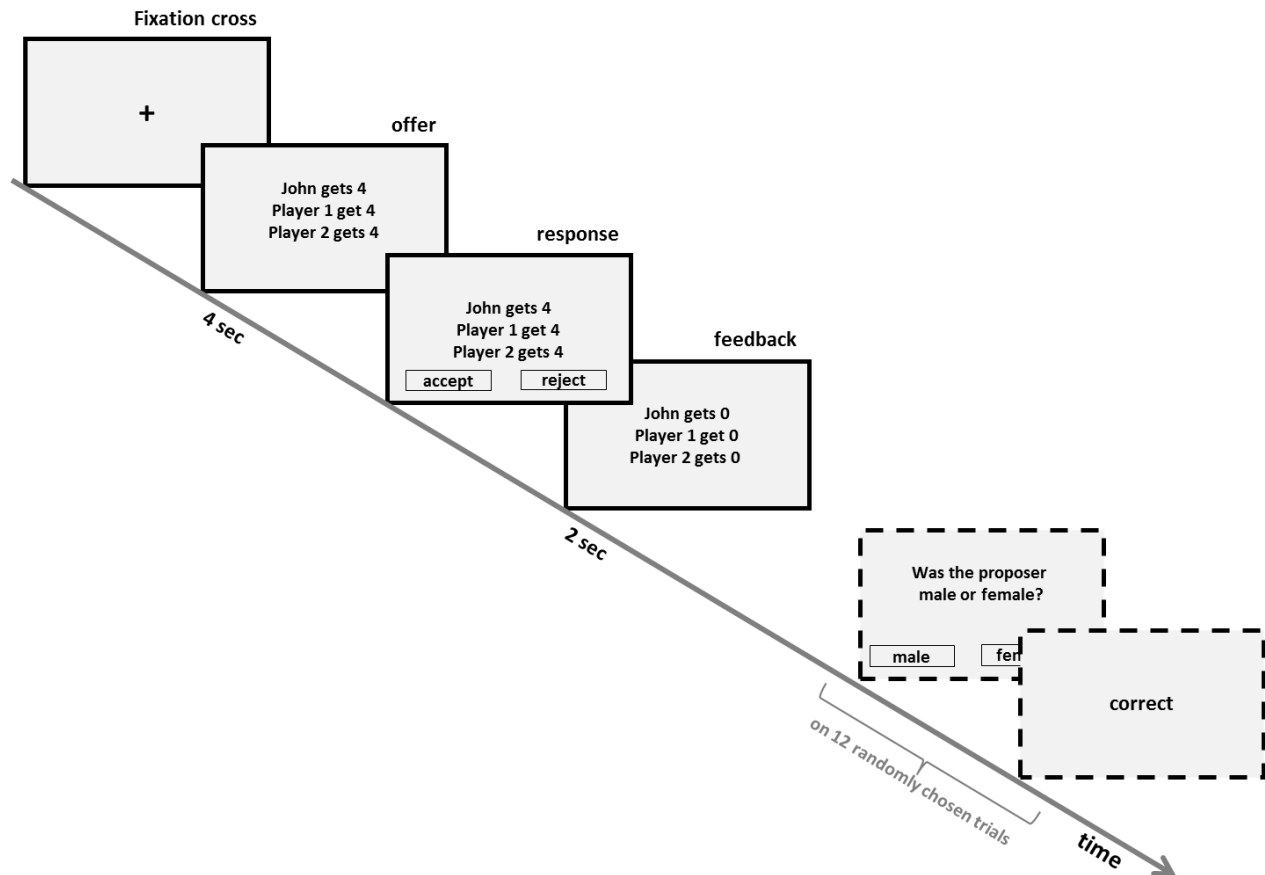 Fixation cross
+
offer
John gets 4
Player 1 get 4
Player 2 gets 4
4 sec
response
John gets 4
Player 1 get 4
Player 2 gets 4
accept
reject
2 sec
feedback
John gets 0
Player 1 get 0
Player 2 gets 0
Was the proposer
male or female?
male
fem
correct
on 12 randomly chosen trials
time